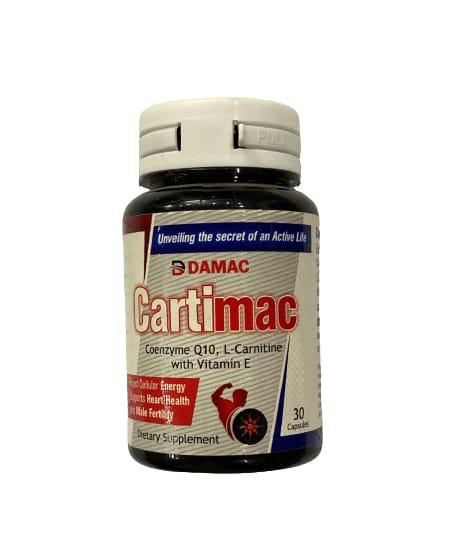 PULL
Unveiling the secret of an Active Life
DAMAC
Cartimac
Coenzyme Q10, L-Carnitine
with Vitamin E
Cellular Energy
Supports Heart Health
and Male Fertility
30
Capsules
Dietary Supplement